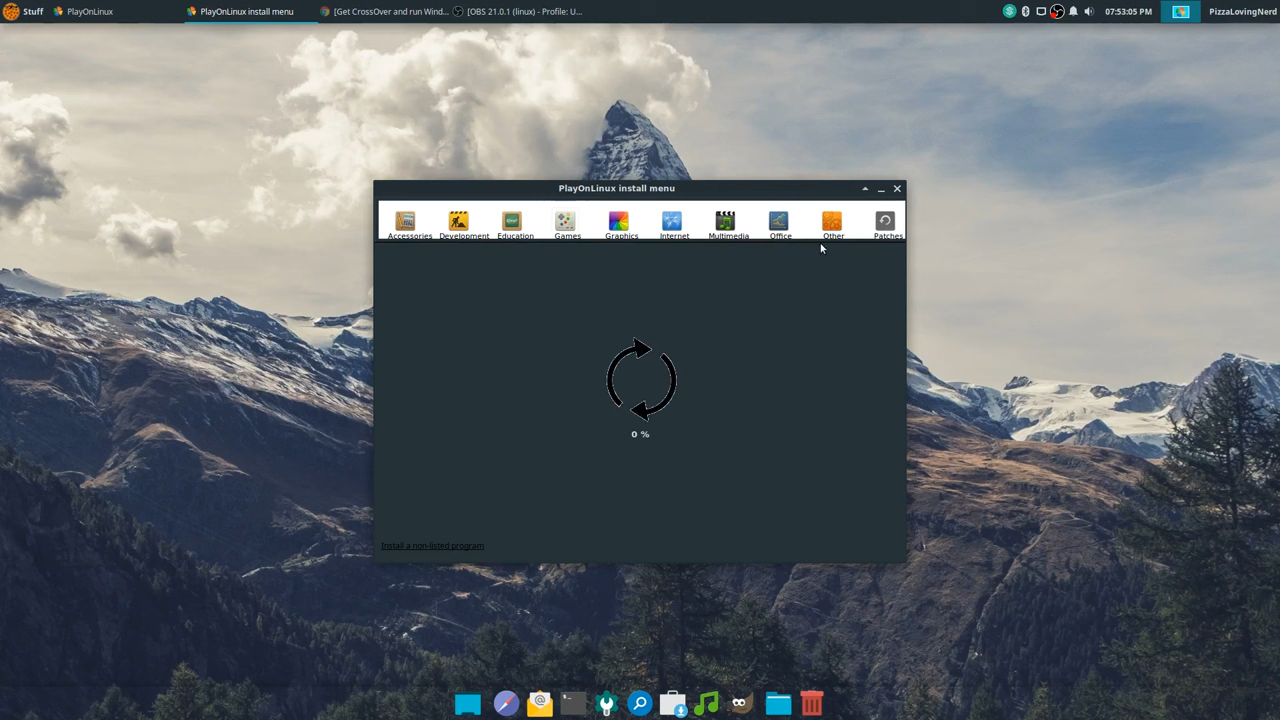 Stuff PlayOnLinux PlayOnLinux install menu [Get CrossOver and run Wind... [OBS 21.0.1 (linux) - Profile: U... 07:53:05 PM PizzaLovingNerd
PlayOnLinux install menu
Accessories Development Education Games Graphics Internet Multimedia Office Other Patches
0 %
Install a non-listed program